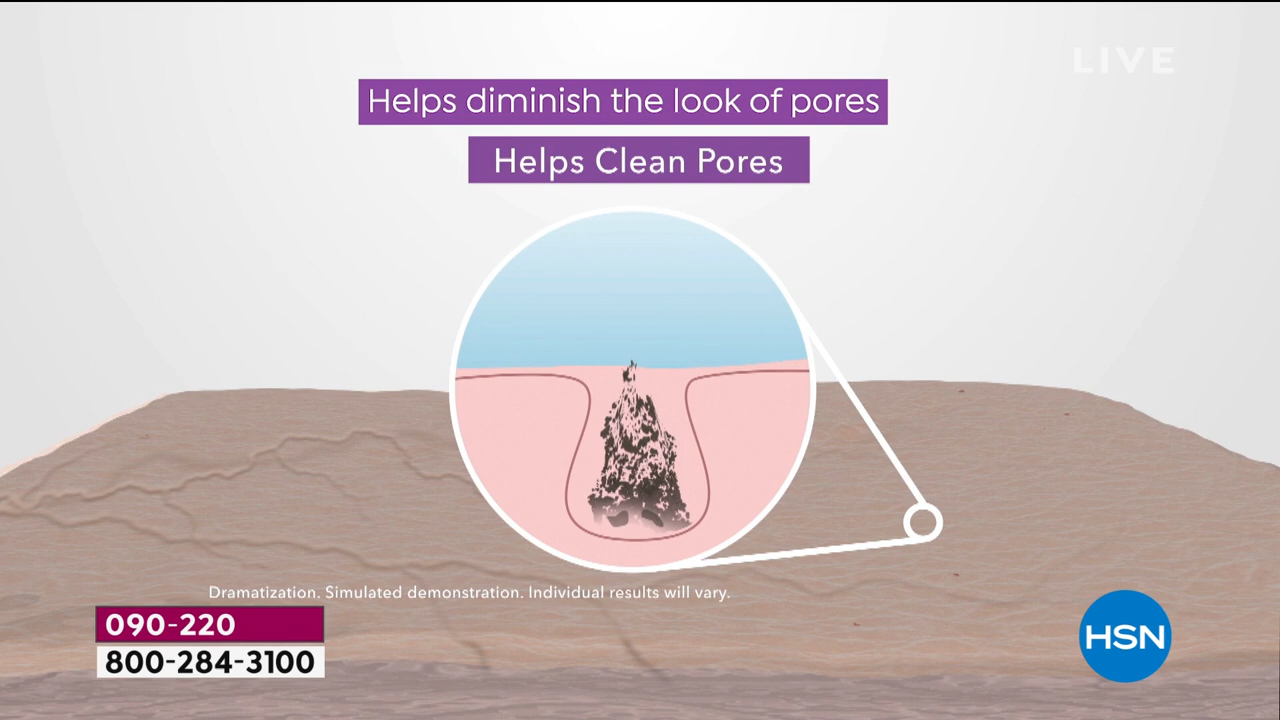 LIVE
Helps diminish the look of pores
Helps Clean Pores
Dramatization. Simulated demonstration. Individual results will vary.
090-220
800-284-3100
HSN